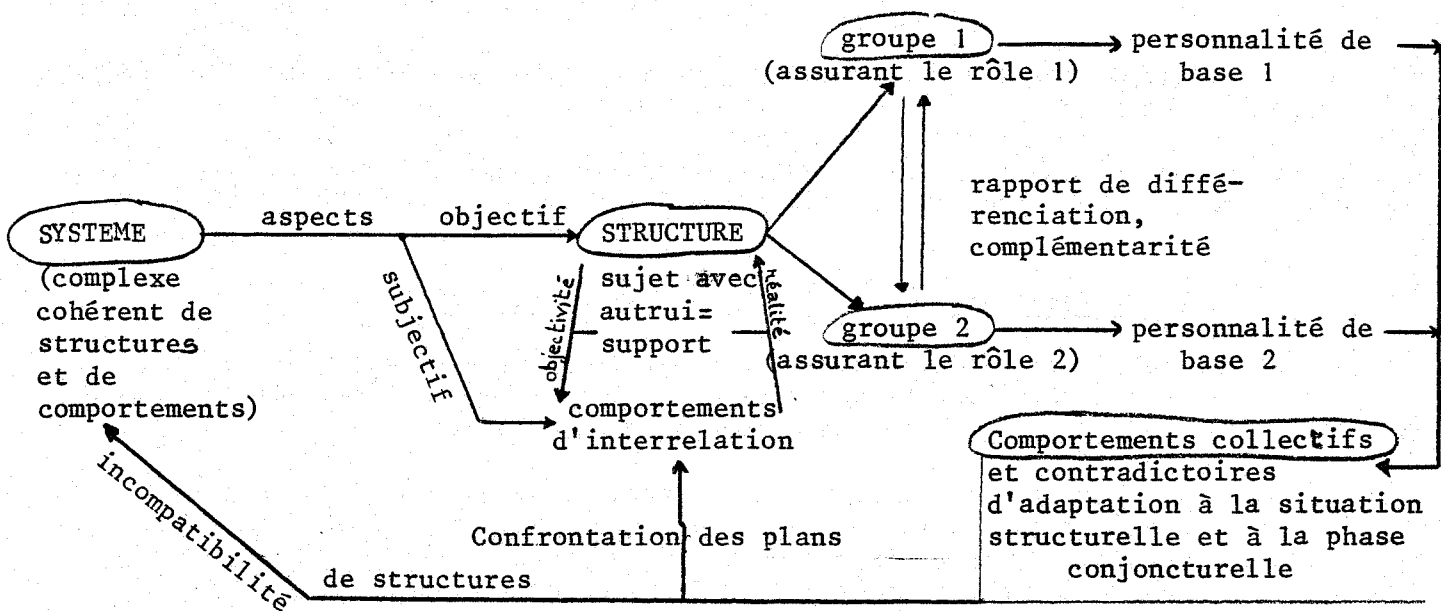 groupe 1
(assurant le rôle 1)
personnalité de
base 1
rapport de diffé-
renciation,
complémentarité
SYSTEME
(complexe
cohérent de
structures
et de
comportements)
aspects
objectif
subjectif
STRUCTURE
sujet avec
autrui=
support
objectivité
réalité
groupe 2
(assurant le rôle 2)
personnalité de
base 2
comportements
d'interrelation
Comportements collectifs
et contradictoires
d'adaptation à la situation
structurelle et à la phase
conjoncturelle
Confrontation des plans
incompatibilité
de structures